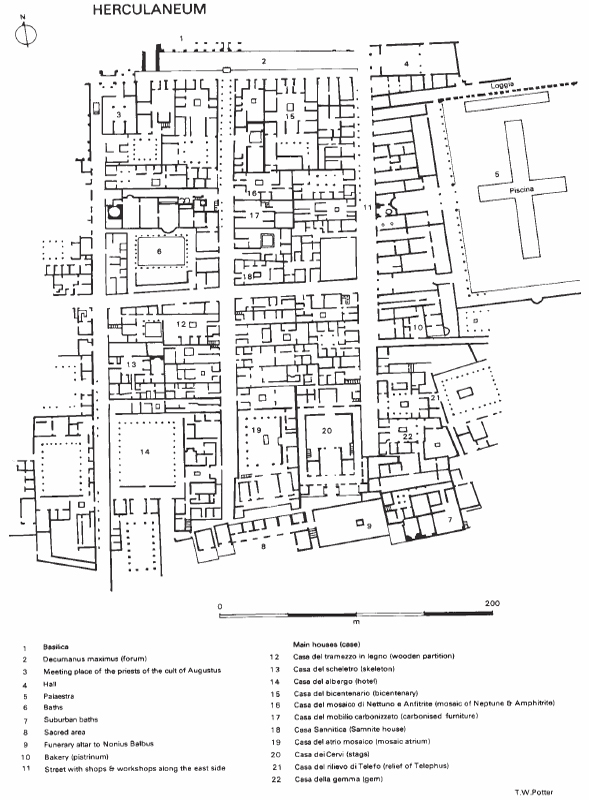 HERCULANEUM
N
1
2
4
Loggia
3
15
5
Piscina
16
11
17
6
18
12
10
13
21
19
20
22
14
9
7
8
0
200
m
1 Basilica
2 Decumanus maximus (forum)
3 Meeting place of the priests of the cult of Augustus
4 Hall
5 Palaestra
6 Baths
7 Suburban baths
8 Sacred area
9 Funerary altar to Nonius Balbus
10 Bakery (pistrinum)
11 Street with shops & workshops along the east side
Main houses (case)
12 Casa del tramezzo in legno (wooden partition)
13 Casa del scheletro (skeleton)
14 Casa del albergo (hotel)
15 Casa del bicentenario (bicentenary)
16 Casa del mosaico di Nettuno e Anfitrite (mosaic of Neptune & Amphitrite)
17 Casa del mobilio carbonizzato (carbonised furniture)
18 Casa Sannitica (Samnite house)
19 Casa del atrio mosaico (mosaic atrium)
20 Casa dei Cervi (stags)
21 Casa del rilievo di Telefo (relief of Telephus)
22 Casa della gemma (gem)
T.W.Potter